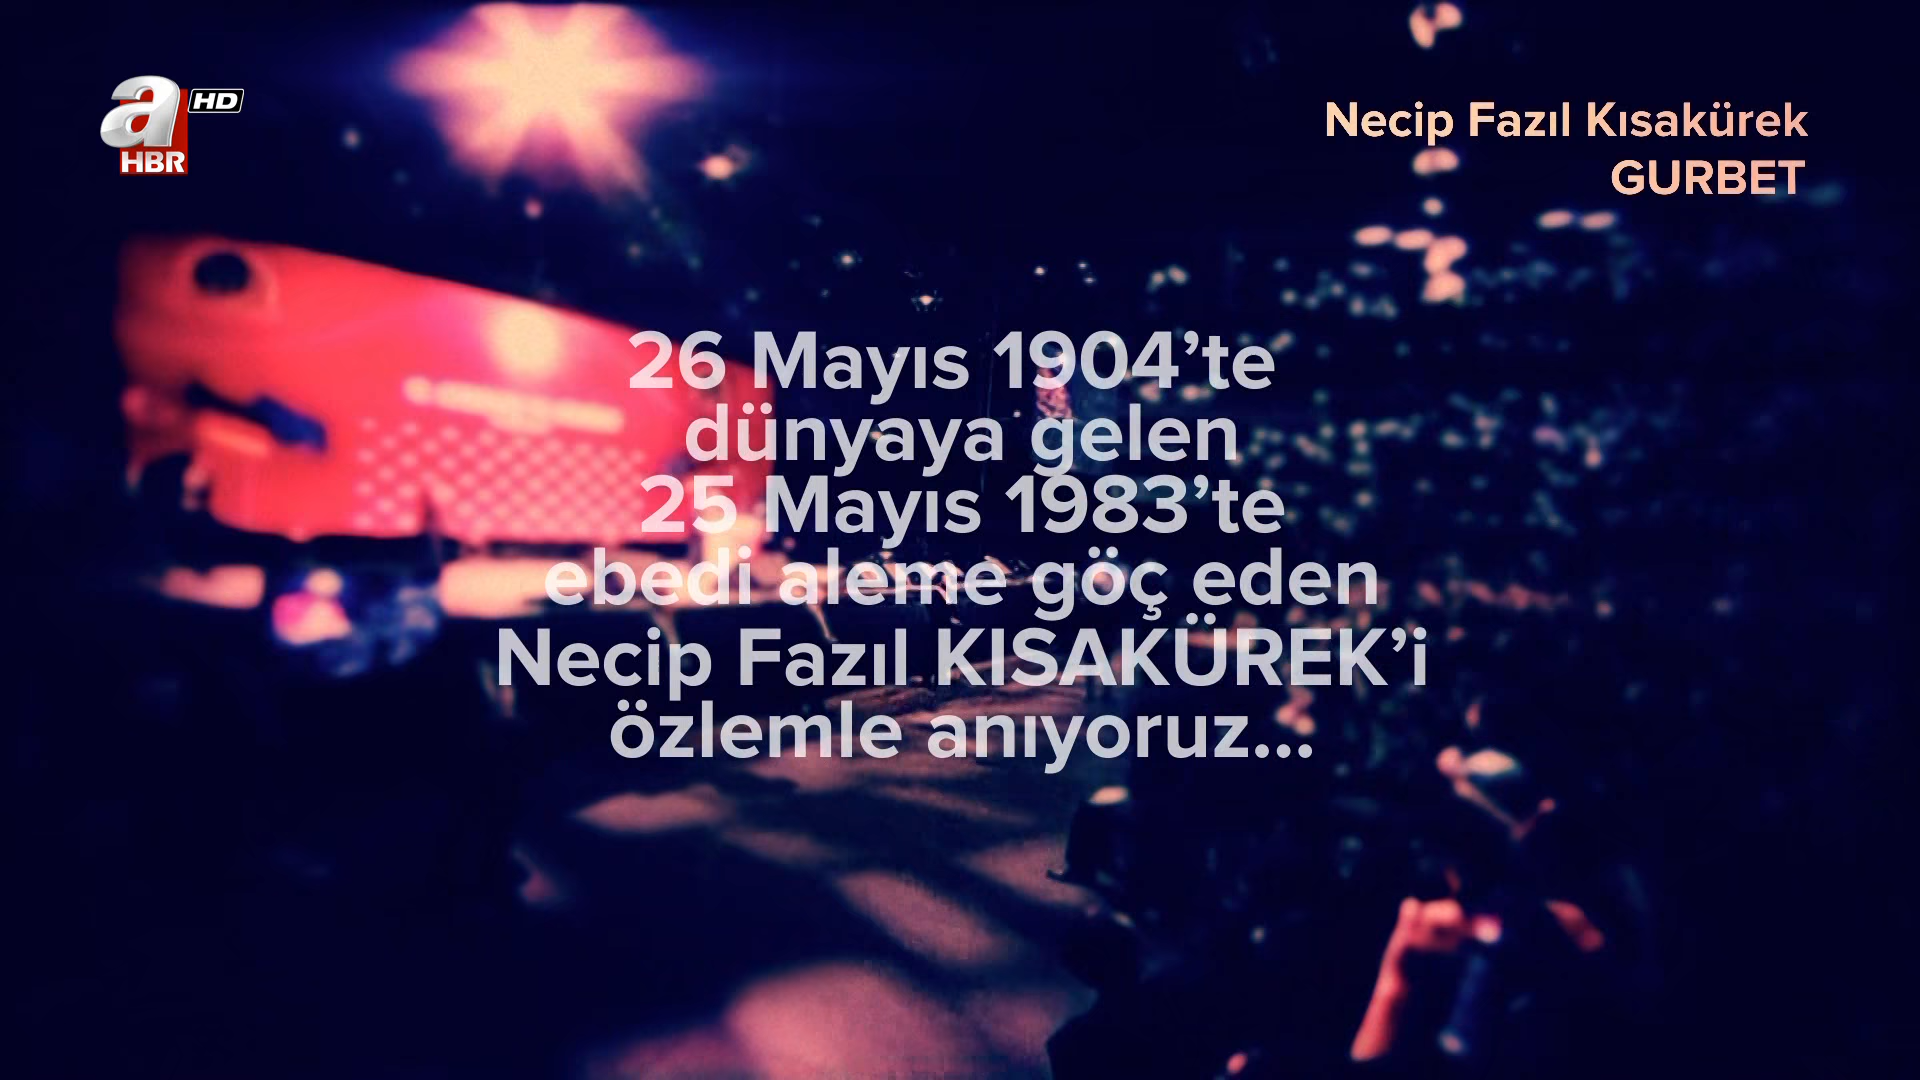 a HD
HBR
Necip Fazıl Kısakürek
GURBET
26 Mayıs 1904’te
dünyaya gelen
25 Mayıs 1983’te
ebedi aleme göç eden
Necip Fazıl KISAKÜREK’i
özlemle anıyoruz...